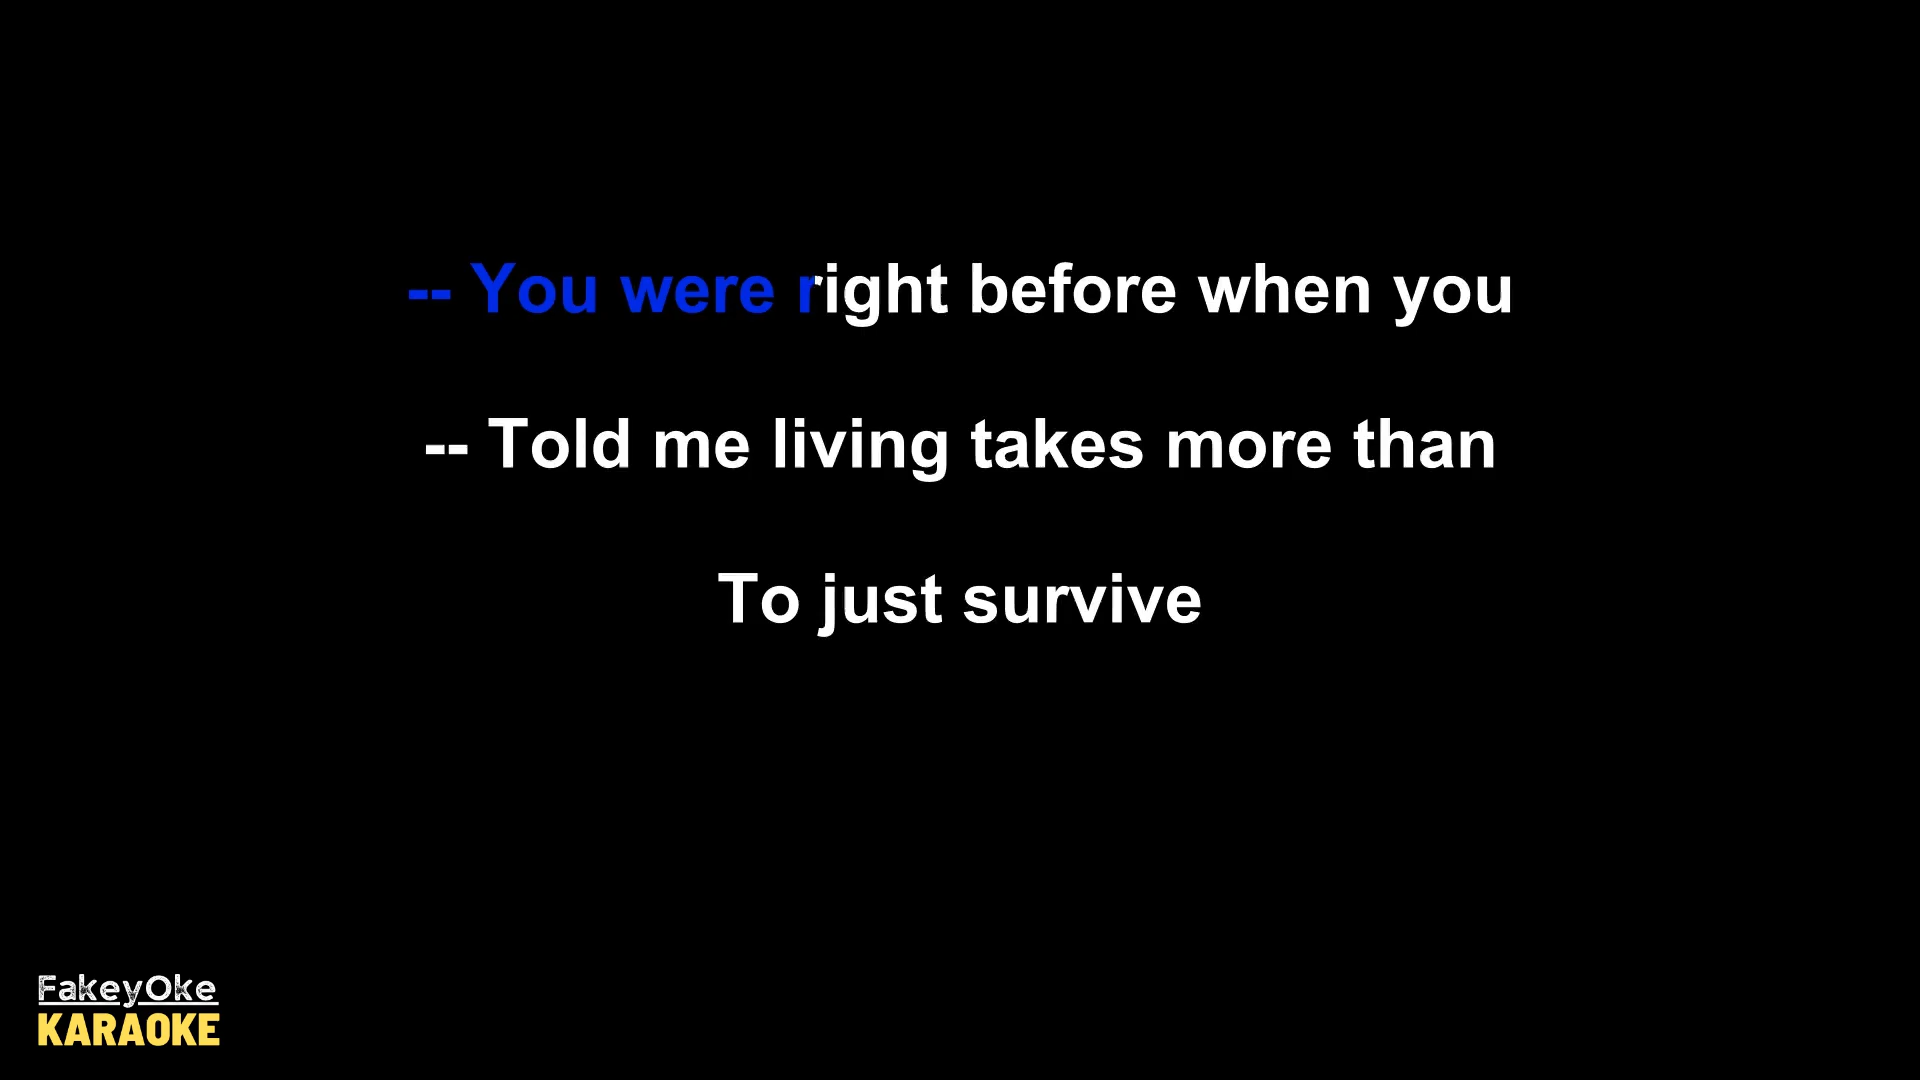 -- You were right before when you
-- Told me living takes more than
To just survive
FakeyOke
KARAOKE